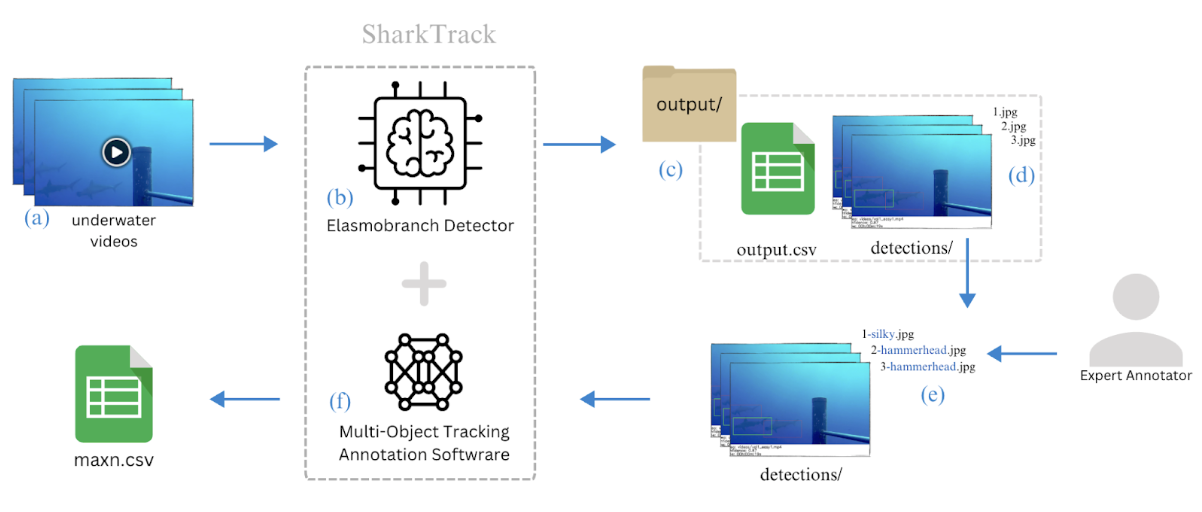 SharkTrack
(a)
underwater
videos
(b)
Elasmobranch Detector
output/
(c)
output.csv
1.jpg
2.jpg
3.jpg
(d)
detections/
1-silky.jpg
2-hammerhead.jpg
3-hammerhead.jpg
(e)
Expert Annotator
detections/
(f)
Multi-Object Tracking
Annotation Software
maxn.csv